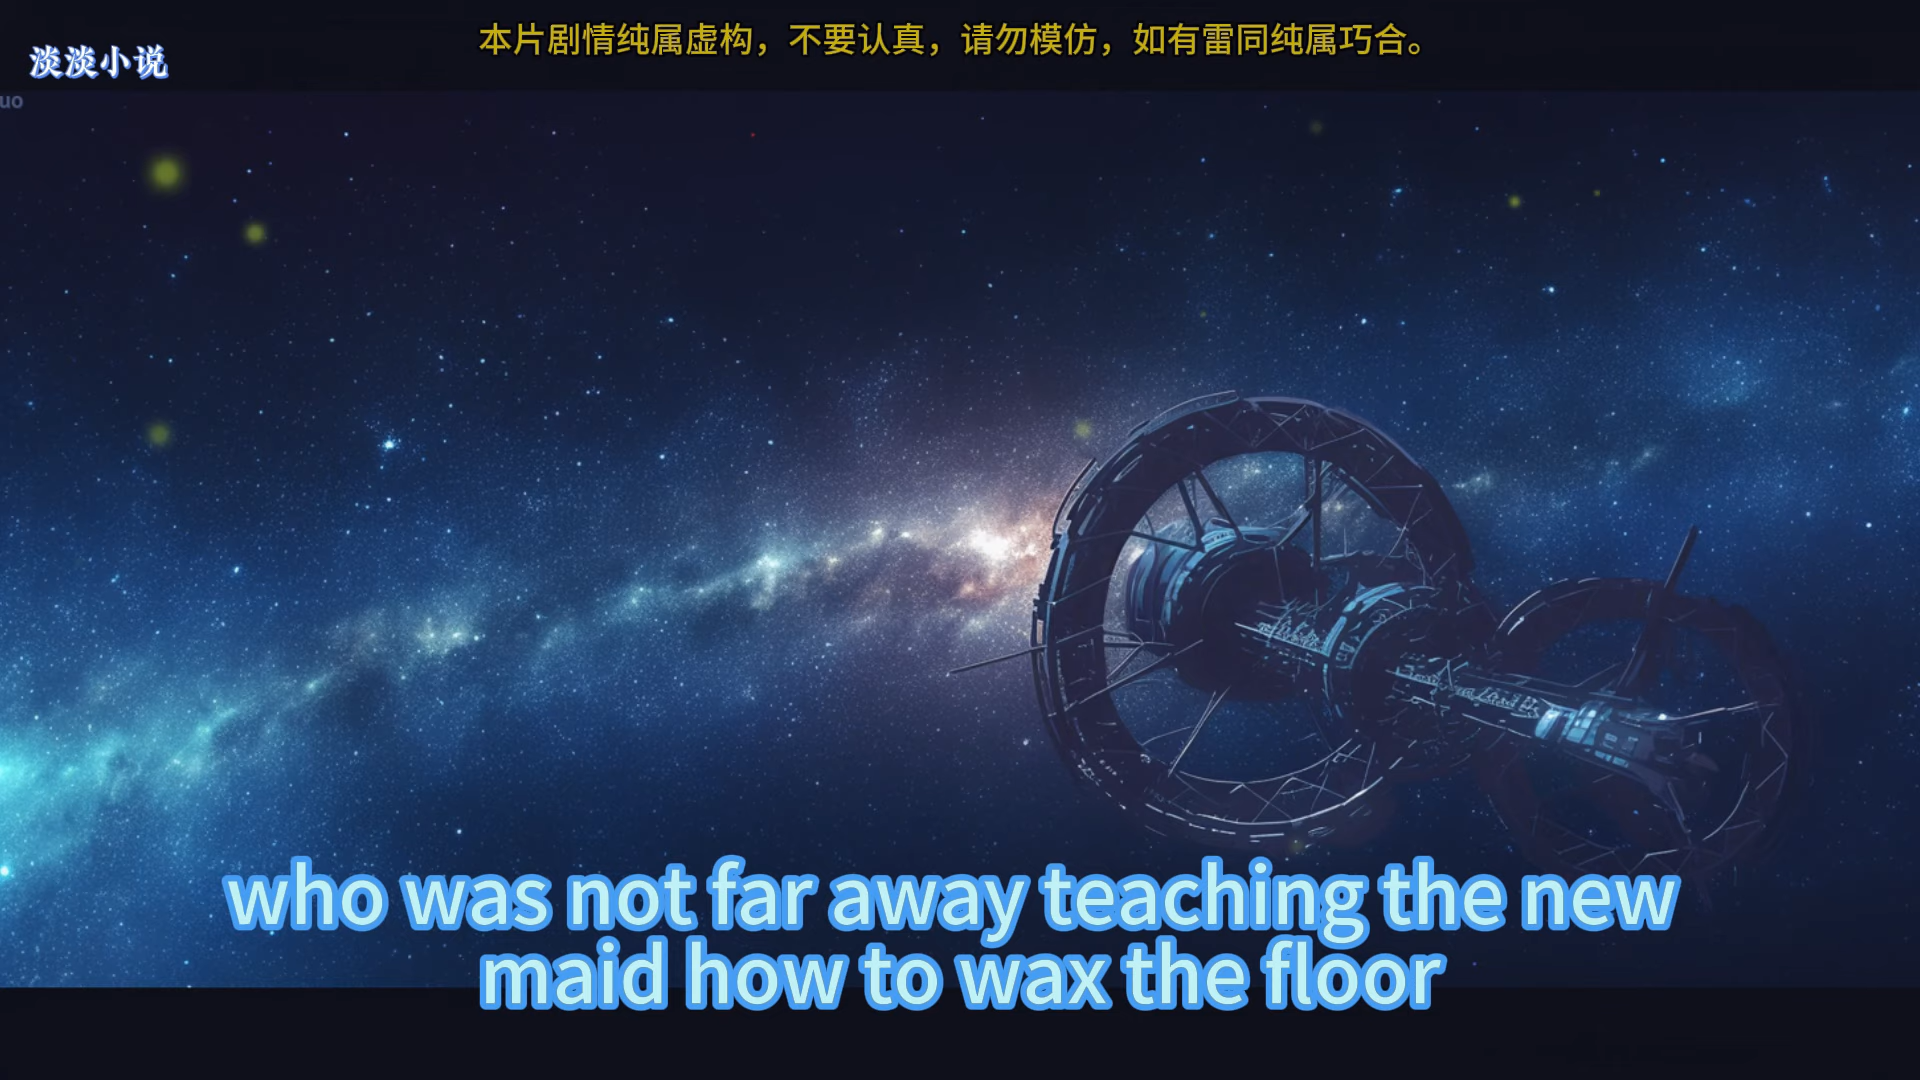 本片剧情纯属虚构，不要认真，请勿模仿，如有雷同纯属巧合。
淡淡小说
uo
who was not far away teaching the new
maid how to wax the floor